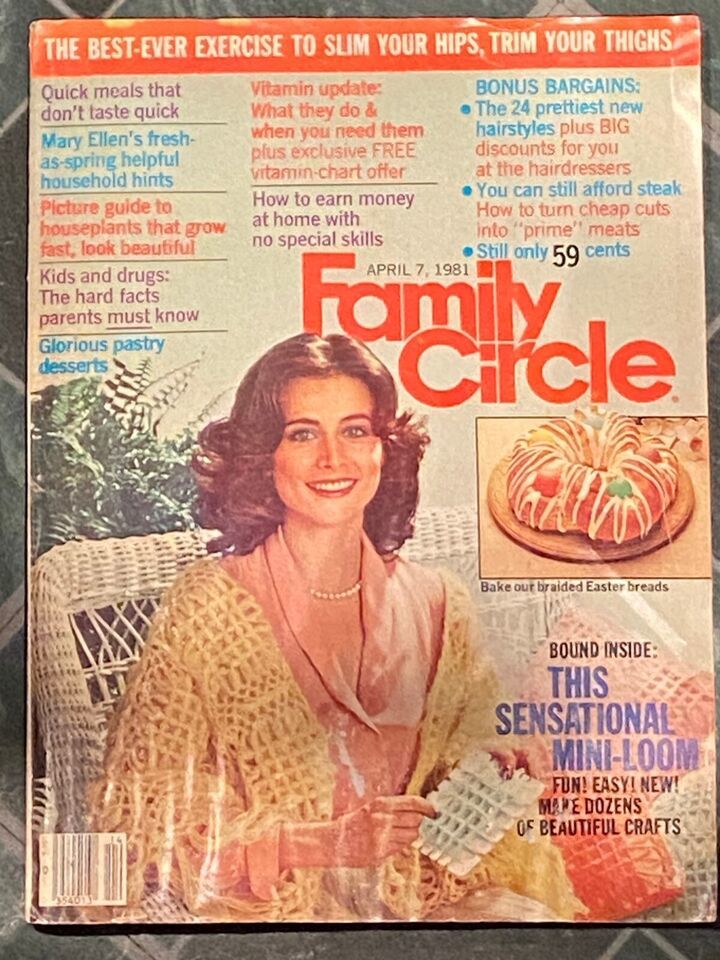 THE BEST-EVER EXERCISE TO SLIM YOUR HIPS, TRIM YOUR THIGHS
Quick meals that
don't taste quick
Mary Ellen's fresh-
as-spring helpful
household hints
Picture guide to
houseplants that grow
fast, look beautiful
Kids and drugs:
The hard facts
parents must know
Glorious pastry
desserts
Vitamin update:
What they do &
when you need them
plus exclusive FREE
vitamin-chart offer
How to earn money
at home with
no special skills
BONUS BARGAINS:
• The 24 prettiest new
hairstyles plus BIG
discounts for you
at the hairdressers
• You can still afford steak
How to turn cheap cuts
into "prime" meats
• Still only 59 cents
APRIL 7, 1981
Family
Circle
Bake our braided Easter breads
BOUND INSIDE:
THIS
SENSATIONAL
MINI-LOOM
FUN! EASY! NEW!
MAKE DOZENS
OF BEAUTIFUL CRAFTS
14
354013